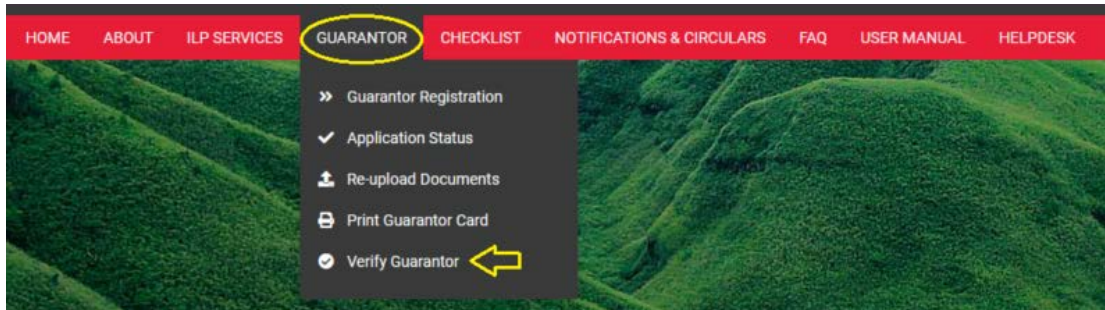 HOME ABOUT ILP SERVICES GUARANTOR CHECKLIST NOTIFICATIONS & CIRCULARS FAQ USER MANUAL HELPDESK
Guarantor Registration
Application Status
Re-upload Documents
Print Guarantor Card
Verify Guarantor